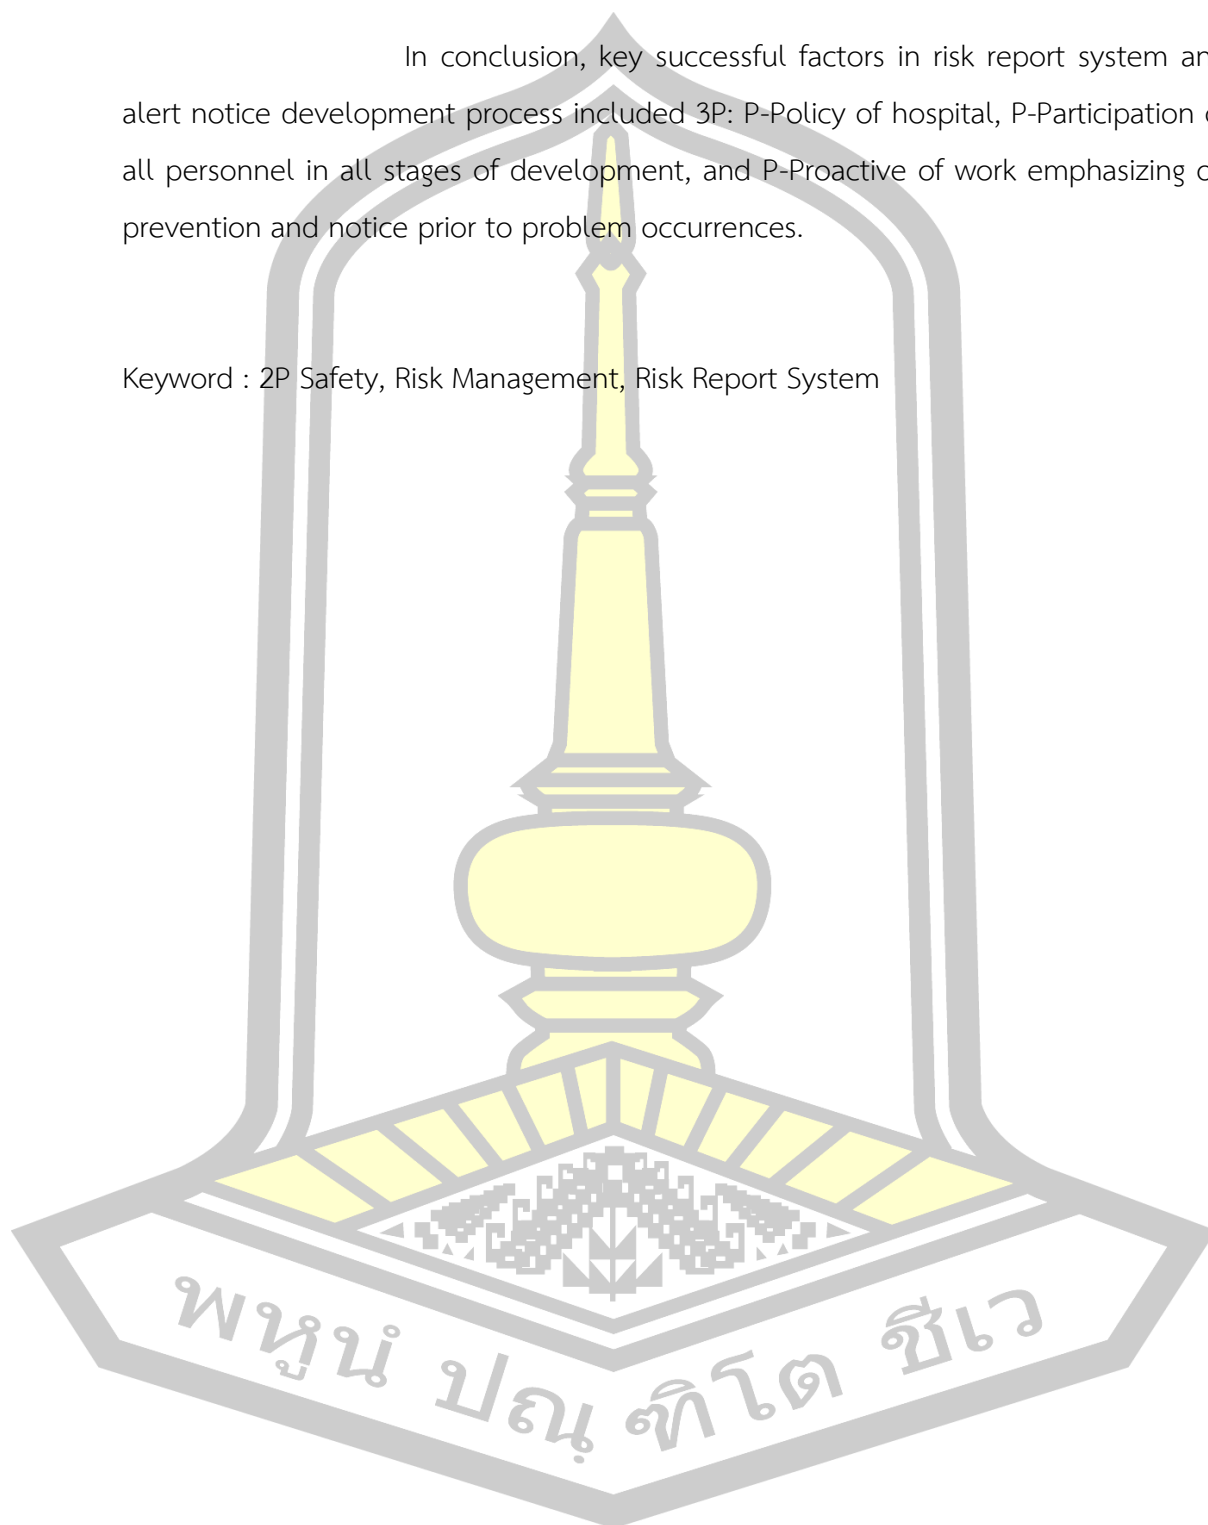 In conclusion, key successful factors in risk report system an
alert notice development process included 3P: P-Policy of hospital, P-Participation
all personnel in all stages of development, and P-Proactive of work emphasizing
prevention and notice prior to problem occurrences.
Keyword : 2P Safety, Risk Management, Risk Report System
พหูนํ ปณฺฑิโต ชีเว